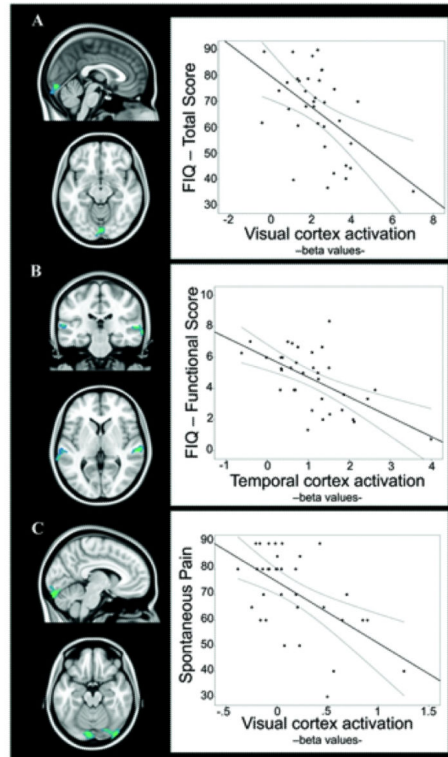 A
90
80
70
60
50
40
30
FIQ – Total Score
-2 0 2 4 6 8
Visual cortex activation
–beta values-
B
10
8
6
4
2
0
FIQ – Functional Score
-1 0 1 2 3 4
Temporal cortex activation
–beta values-
C
90
80
70
60
50
40
30
Spontaneous Pain
-.5 0 .5 1 1.5
Visual cortex activation
–beta values-